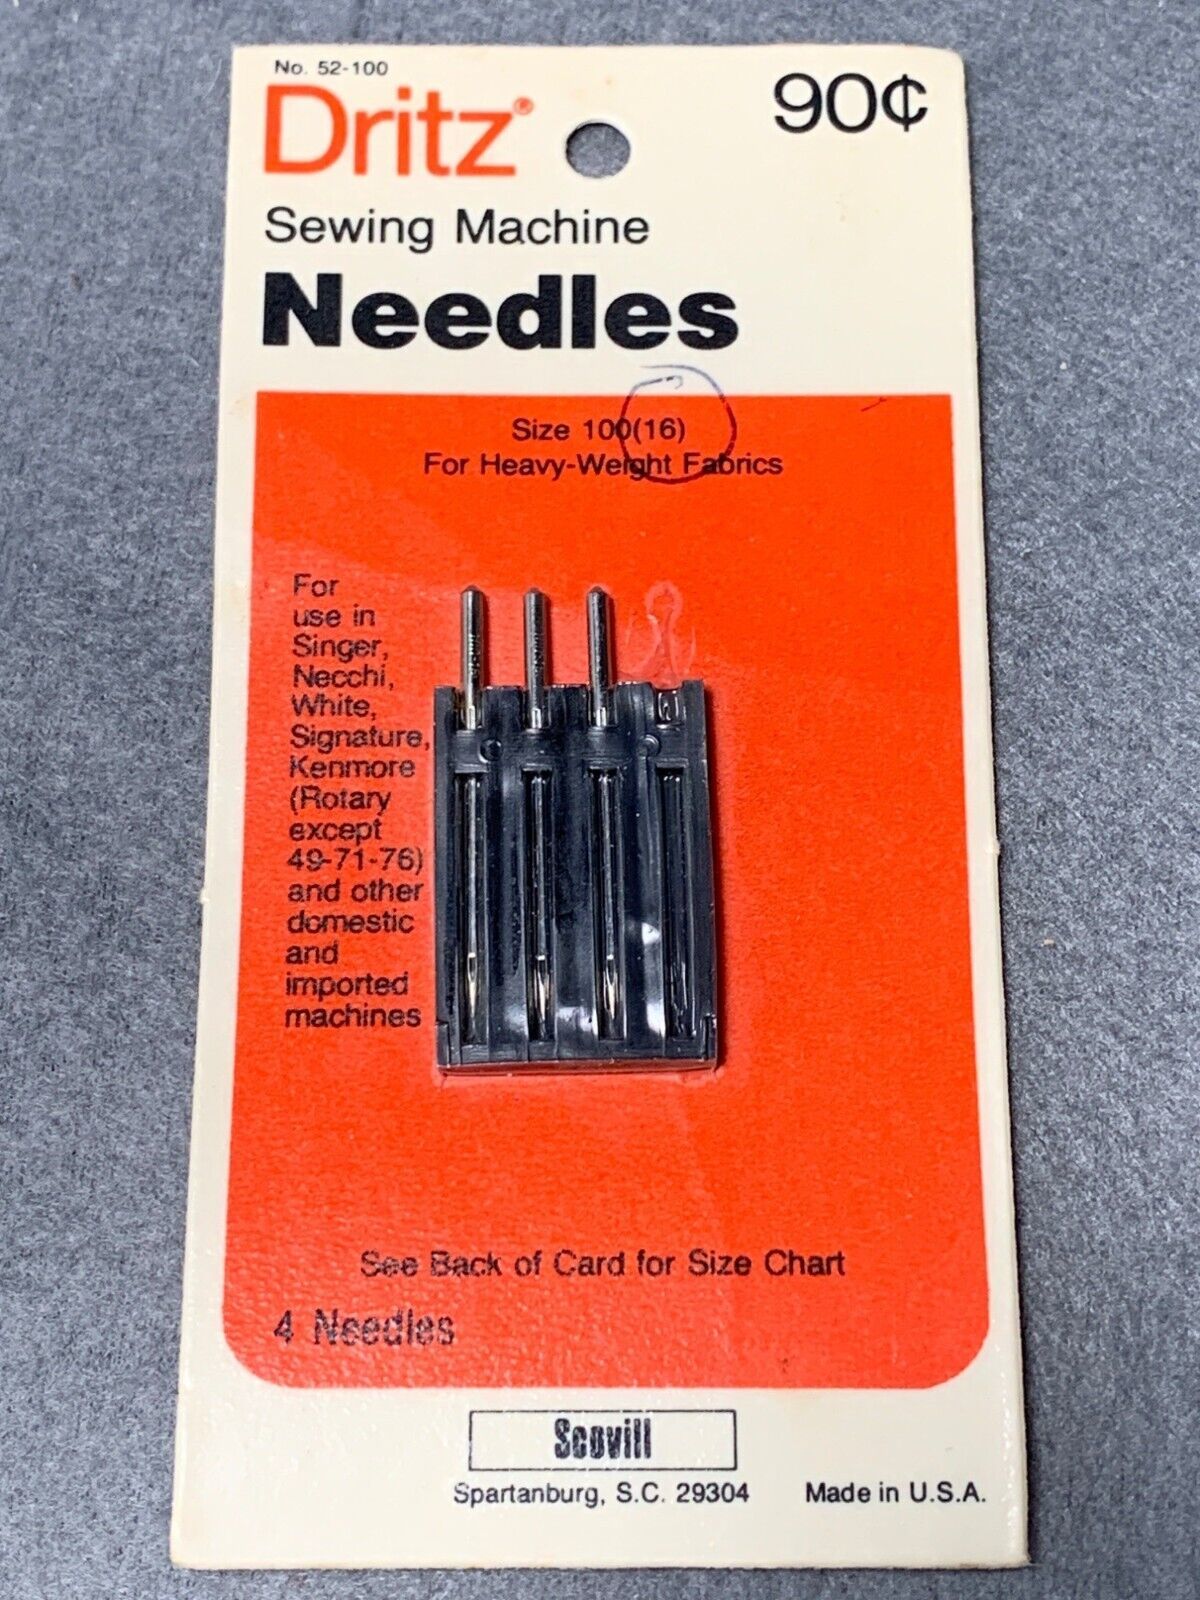 No. 52-100
Dritz®
90¢
Sewing Machine
Needles
Size 100(16)
For Heavy-Weight Fabrics
For
use in
Singer,
Necchi,
White,
Signature,
Kenmore
(Rotary
except
49-71-76)
and other
domestic
and
imported
machines
See Back of Card for Size Chart
4 Needles
Scovill
Spartanburg, S.C. 29304
Made in U.S.A.